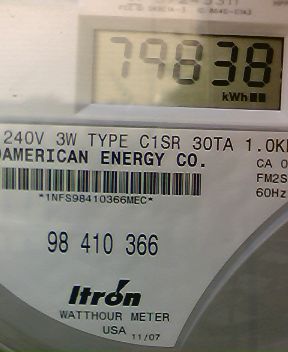 79838
kWh
240V 3W TYPE C1SR 30TA 1.0K
AMERICAN ENERGY CO.
CA 0
FM2S
60Hz
*1NFS98410366MEC*
98 410 366
Itron
WATTHOUR METER
USA 11/07